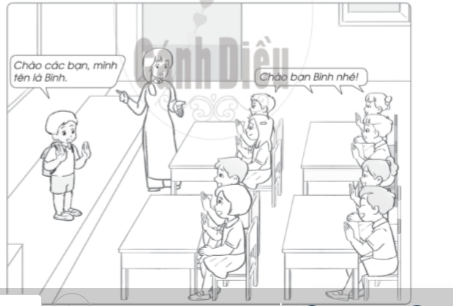 Cánh Diều
Chào các bạn, mình
tên là Bình.
Chào bạn Bình nhé!